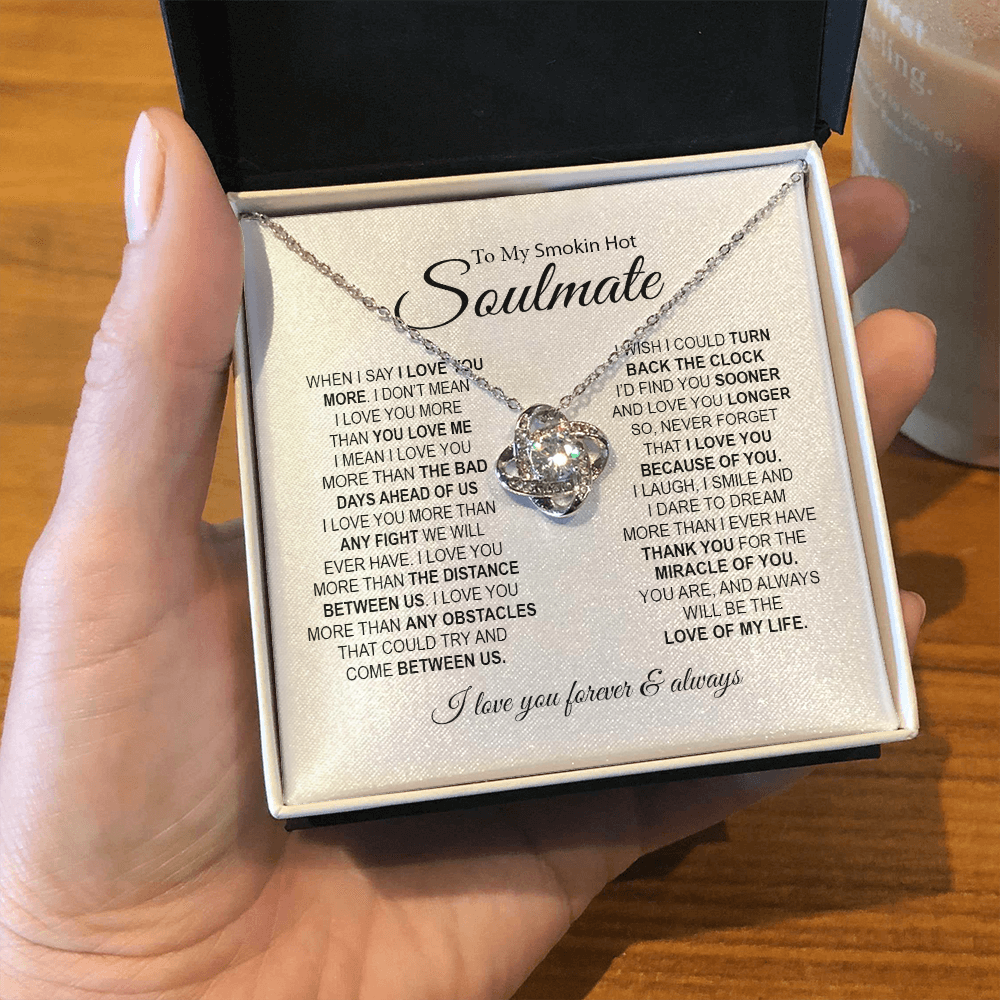 To My Smokin Hot
Soulmate
WHEN I SAY I LOVE YOU
MORE. I DON'T MEAN
I LOVE YOU MORE
THAN YOU LOVE ME
I MEAN I LOVE YOU
MORE THAN THE BAD
DAYS AHEAD OF US
I LOVE YOU MORE THAN
ANY FIGHT WE WILL
EVER HAVE. I LOVE YOU
MORE THAN THE DISTANCE
BETWEEN US. I LOVE YOU
MORE THAN ANY OBSTACLES
THAT COULD TRY AND
COME BETWEEN US.
I WISH I COULD TURN
BACK THE CLOCK
I'D FIND YOU SOONER
AND LOVE YOU LONGER
SO, NEVER FORGET
THAT I LOVE YOU
BECAUSE OF YOU.
I LAUGH, I SMILE AND
I DARE TO DREAM
MORE THAN I EVER HAVE
THANK YOU FOR THE
MIRACLE OF YOU.
YOU ARE, AND ALWAYS
WILL BE THE
LOVE OF MY LIFE.
I love you forever & always
first
day